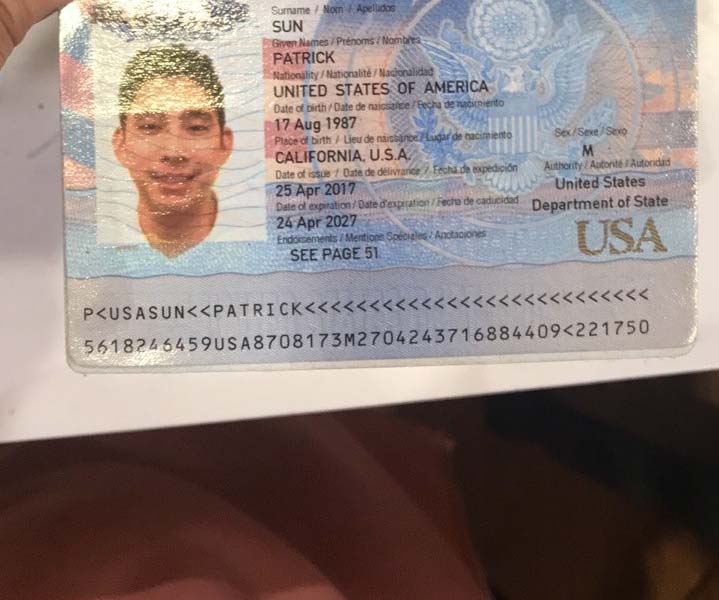 Surname / Nom / Apellidos
SUN
Given Names / Prénoms / Nombres
PATRICK
Nationality / Nationalité / Nacionalidad
UNITED STATES OF AMERICA
Date of birth / Date de naissance / Fecha de nacimiento
17 Aug 1987
Place of birth / Lieu de naissance / Lugar de nacimiento
Sex / Sexe / Sexo
CALIFORNIA, U.S.A.
M
Date of issue / Date de délivrance / Fecha de expedición
Authority / Autorité / Autoridad
25 Apr 2017
United States
Date of expiration / Date d'expiration / Fecha de caducidad
Department of State
24 Apr 2027
Endorsements / Mentions Spéciales / Anotaciones
USA
SEE PAGE 51
P<USASUN<<PATRICK<<<<<<<<<<<<<<<<<<<<<<<<<<<
5618246459USA8708173M2704243716884409<221750